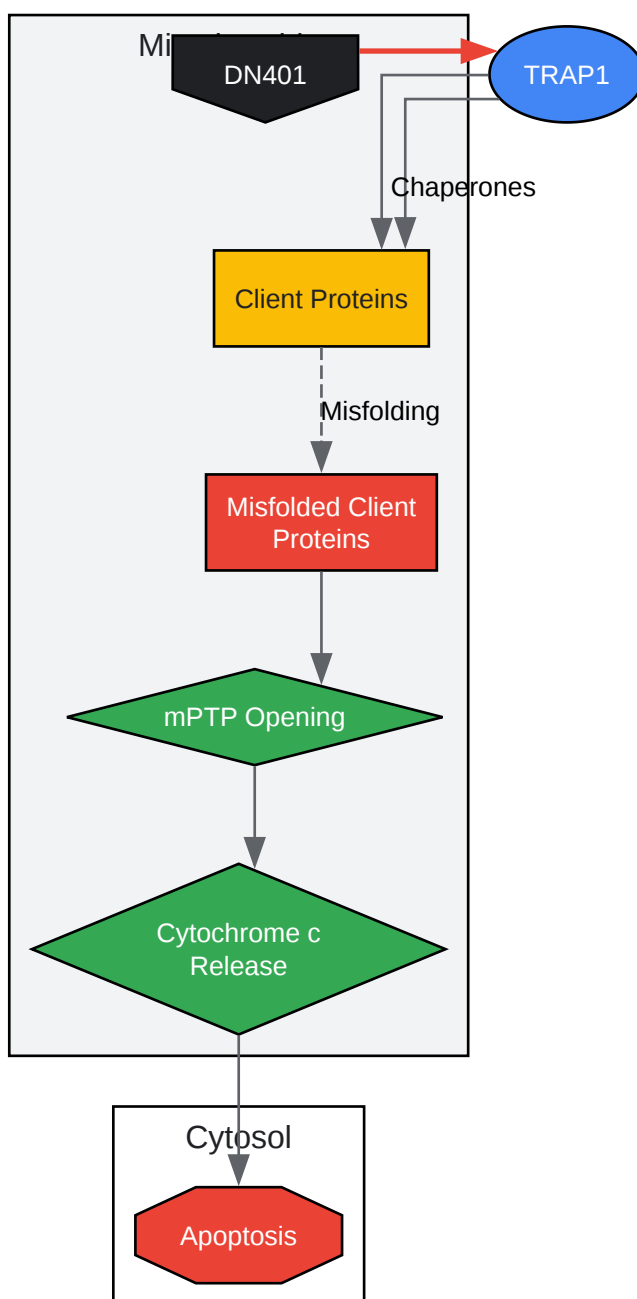 DN401
TRAP1
Chaperones
Client Proteins
Misfolding
Misfolded Client
Proteins
mPTP Opening
Cytochrome c
Release
Cytosol
Apoptosis